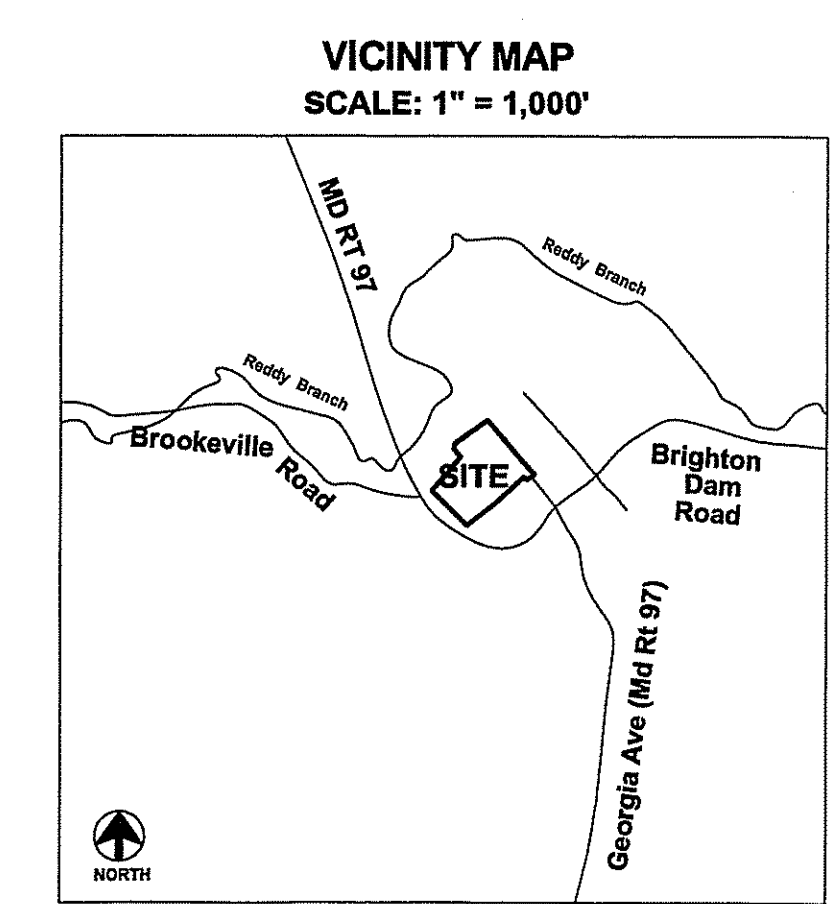 VICINITY MAP
SCALE: 1" = 1,000'
MD RT 97
Reddy Branch
Reddy Branch
Brookeville
Road
SITE
Brighton
Dam
Road
Georgia Ave (Md Rt 97)
NORTH